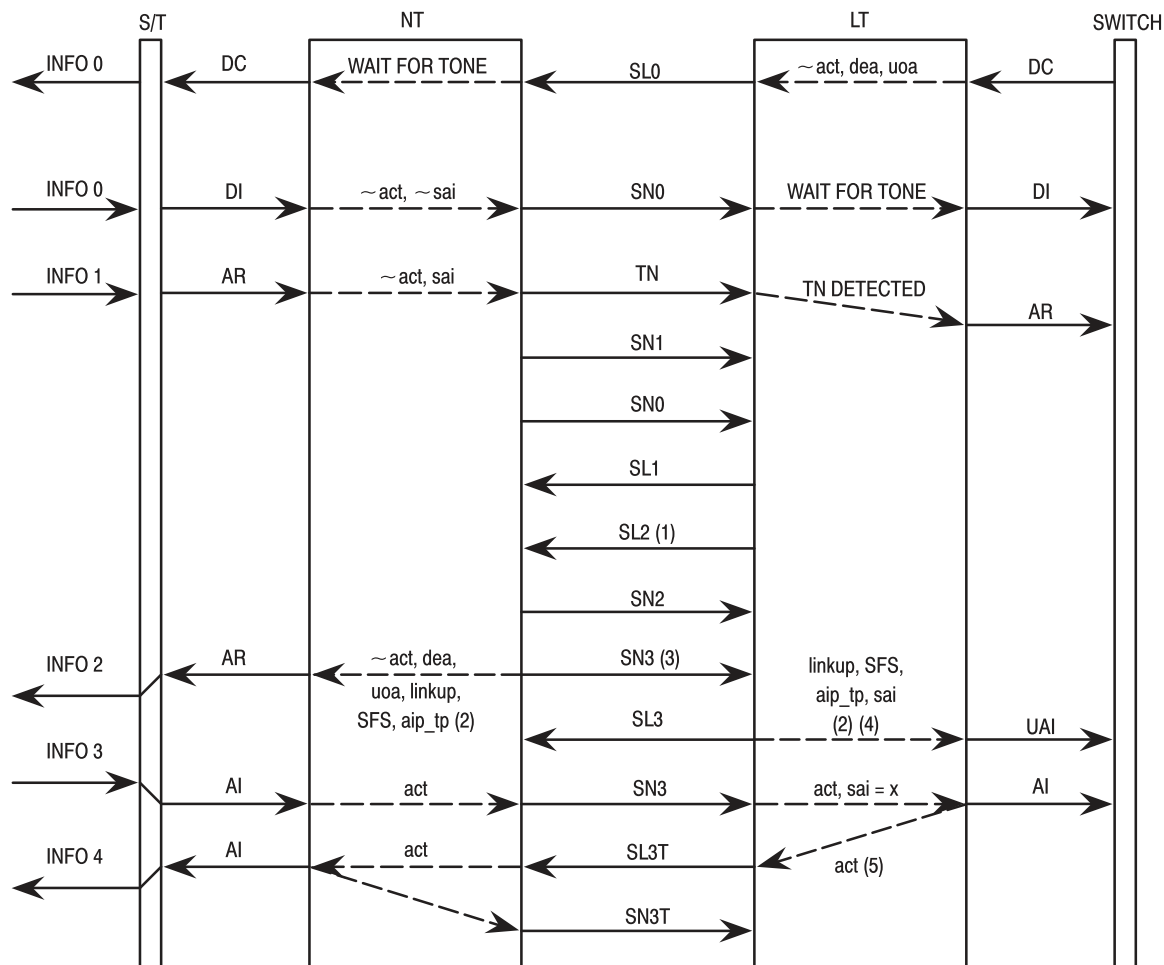 S/T NT LT SWITCH
INFO 0 DC WAIT FOR TONE SL0 ~act, dea, uoa DC
INFO 0 DI ~act, ~sai SN0 WAIT FOR TONE DI
INFO 1 AR ~act, sai TN TN DETECTED AR
SN1
SN0
SL1
SL2 (1)
SN2
INFO 2 AR ~act, dea, SN3 (3) linkup, SFS,
uoa, linkup, aip_tp, sai
SFS, aip_tp (2) SL3 (2) (4) UAI
INFO 3
AI act SN3 act, sai = x AI
INFO 4 AI act SL3T act (5)
SN3T